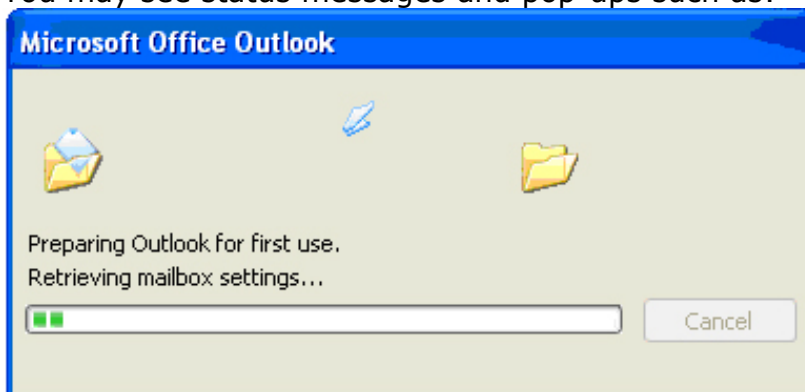 You may see status messages and pop-ups such as:
Microsoft Office Outlook
Preparing Outlook for first use.
Retrieving mailbox settings...
Cancel